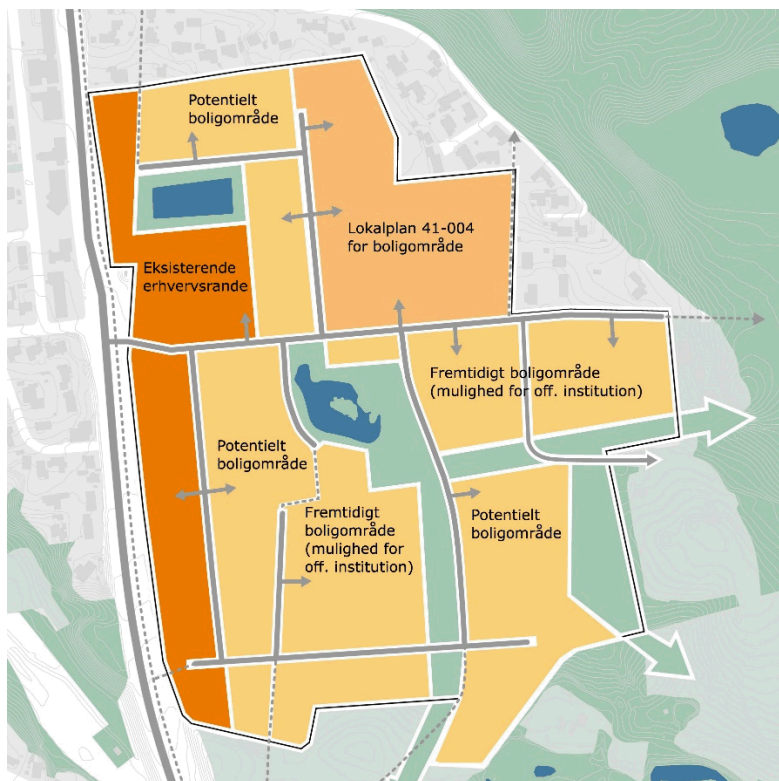 Potentielt
boligområde
Lokalplan 41-004
for boligområde
Eksisterende
erhvervsrande
Fremtidigt boligområde
(mulighed for off. institution)
Potentielt
boligområde
Fremtidigt
boligområde
(mulighed for
off. institution)
Potentielt
boligområde